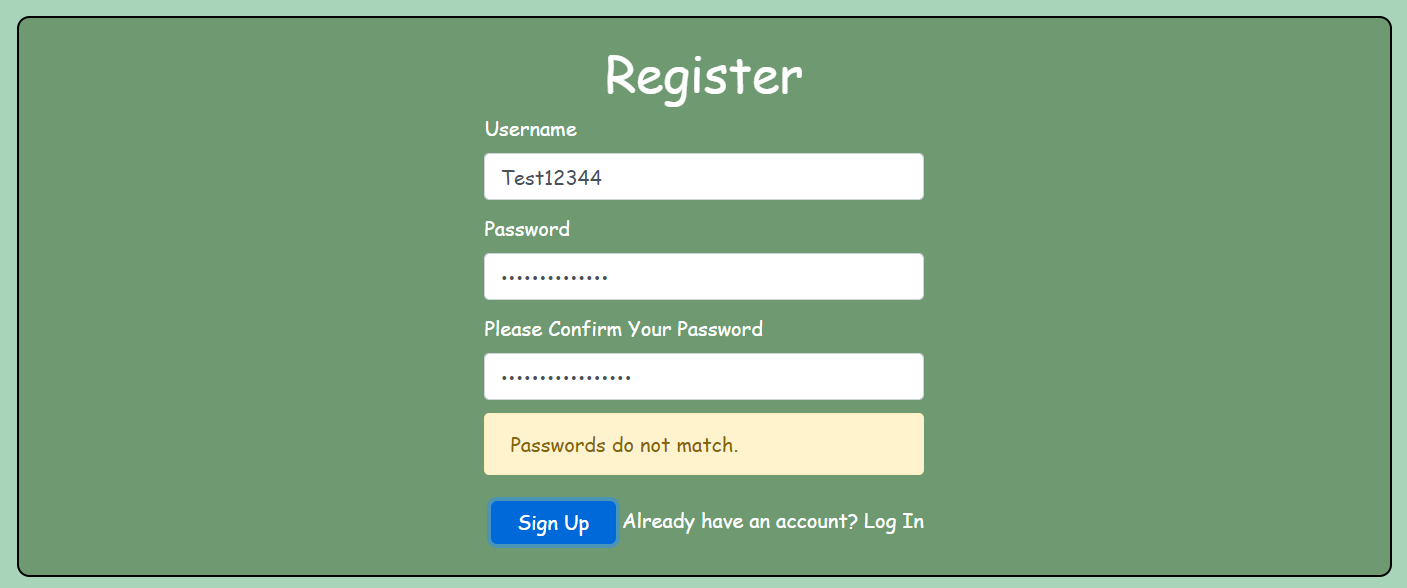 Register
Username
Test12344
Password
••••••••••••••
Please Confirm Your Password
•••••••••••••••••
Passwords do not match.
Sign Up Already have an account? Log In